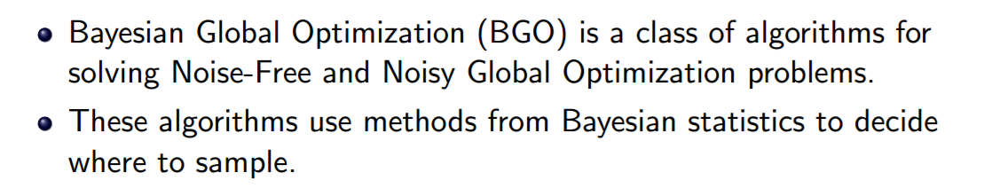 Bayesian Global Optimization (BGO) is a class of algorithms for
solving Noise-Free and Noisy Global Optimization problems.
These algorithms use methods from Bayesian statistics to decide
where to sample.